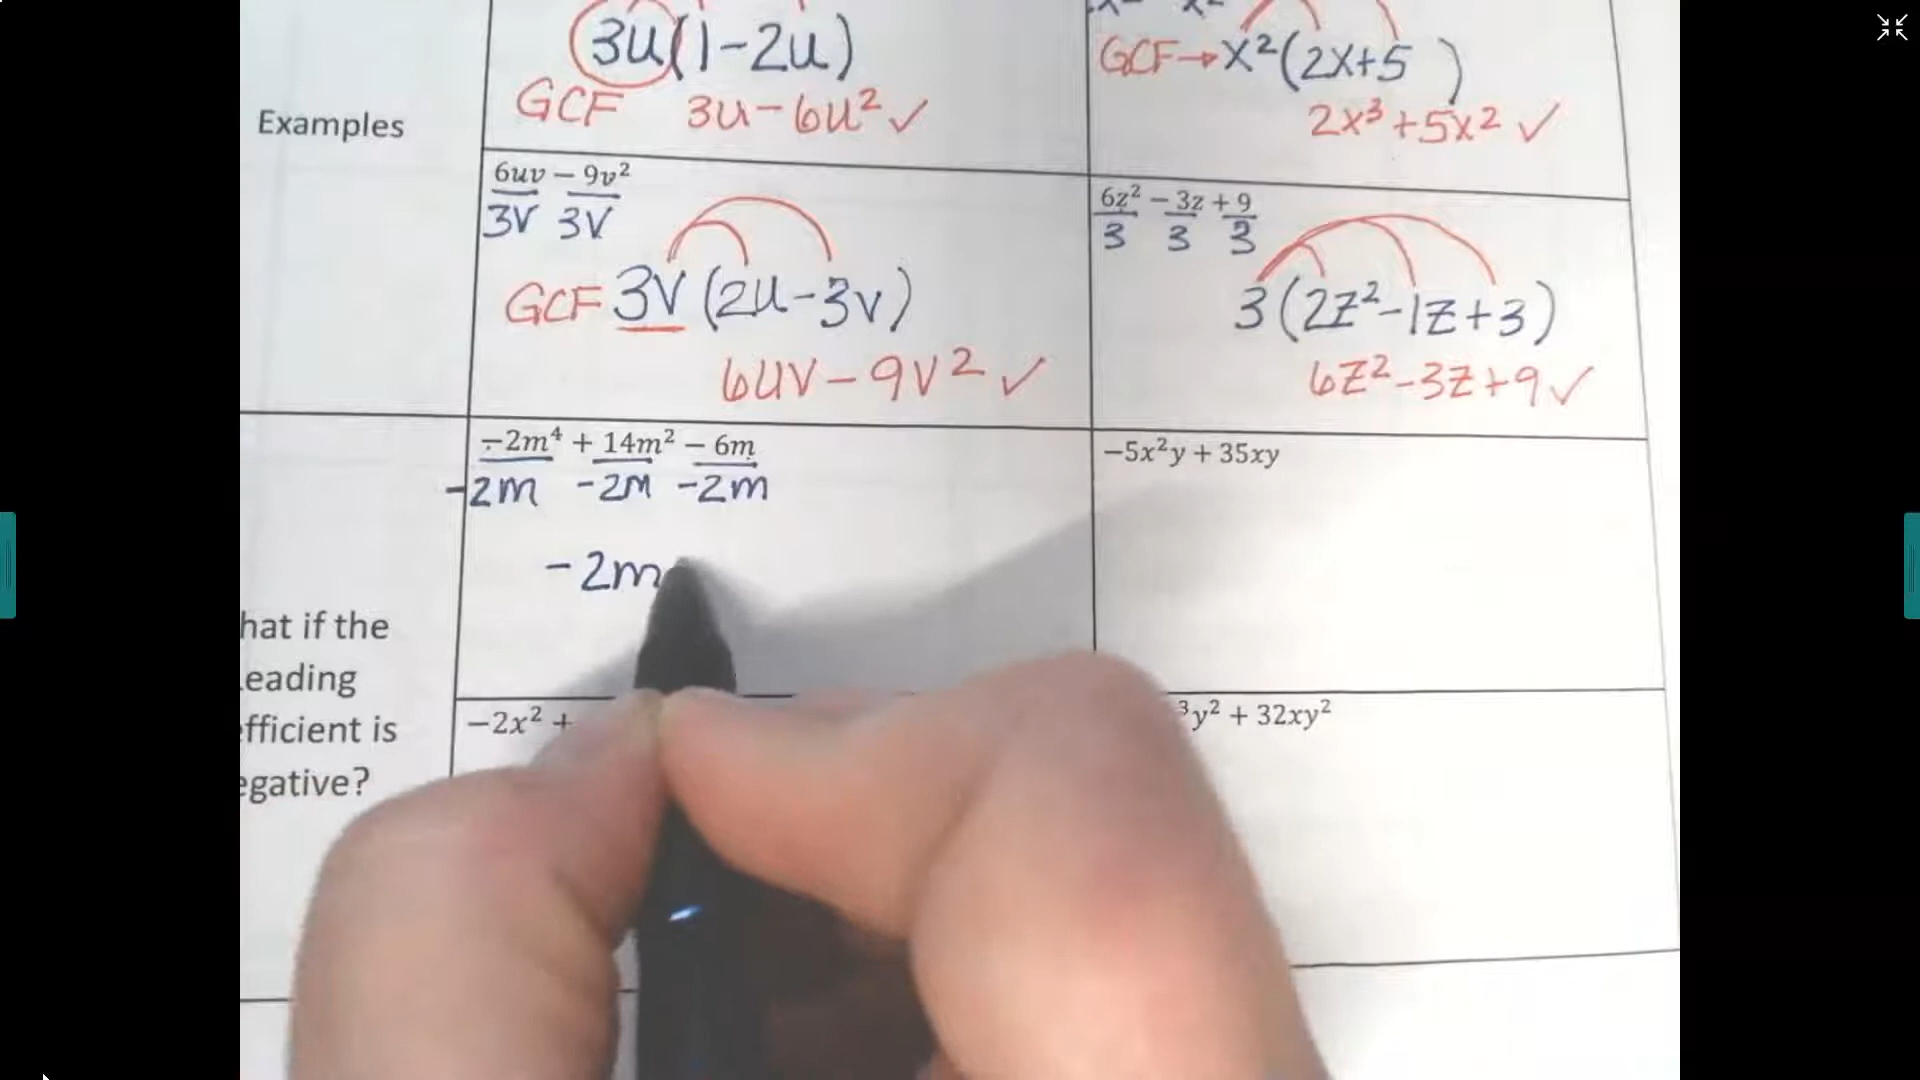 3u(1-2u)
GCF 3u-6u² ✓
GCF→x²(2x+5)
2x³+5x² ✓
Examples
6uv − 9v²
3v 3v
GCF 3v(2u-3v)
6uv-9v² ✓
6z² − 3z + 9
3 3 3
3(2z²-1z+3)
6z²-3z+9 ✓
−2m⁴ + 14m² − 6m
-2m -2m -2m
-2m
−5x²y + 35xy
hat if the
eading
fficient is
egative?
−2x² +
³y² + 32xy²